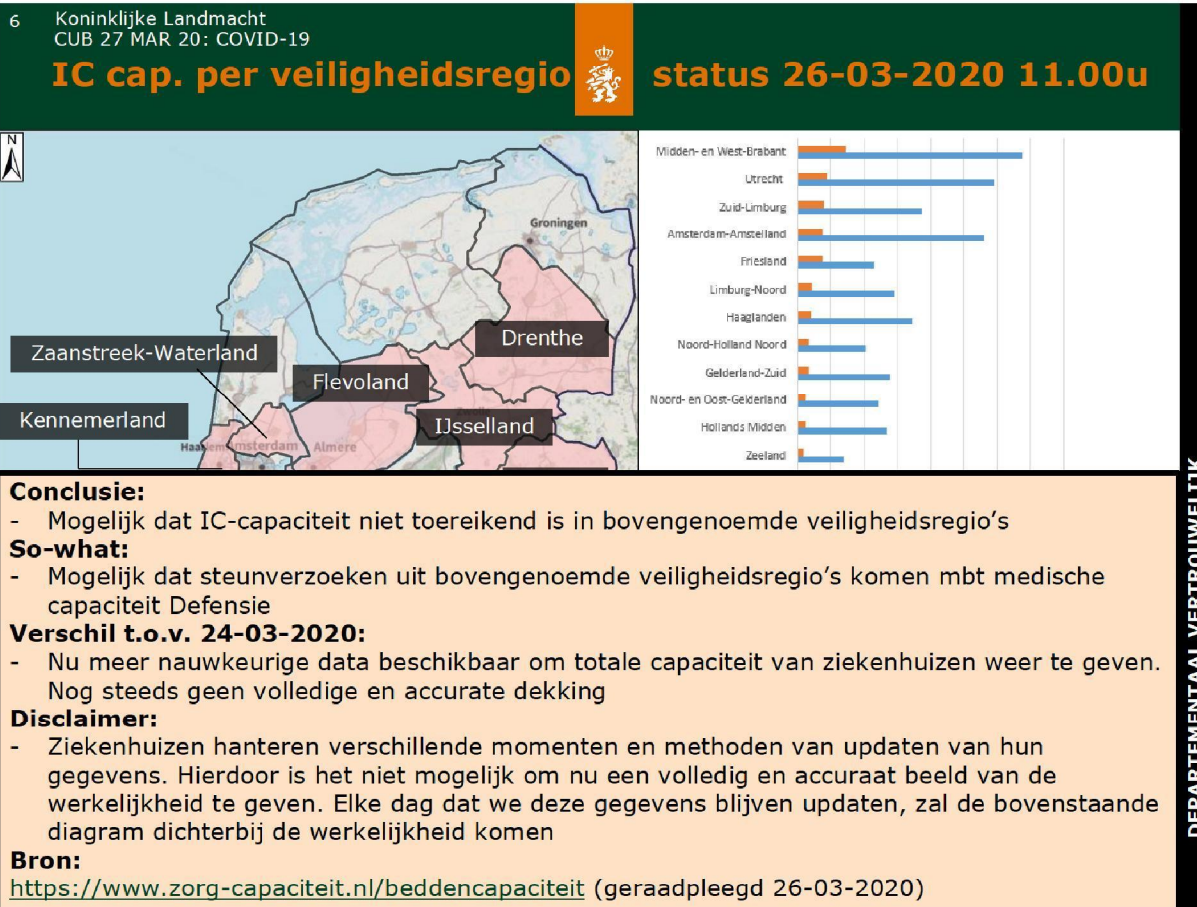 6
Koninklijke Landmacht
CUB 27 MAR 20: COVID-19
IC cap. per veiligheidsregio status 26-03-2020 11.00u
N
Groningen
Drenthe
Zaanstreek-Waterland
Flevoland
Kennemerland
IJsselland
Zwolle
Haarlem
Amsterdam
Almere
Midden- en West-Brabant
Utrecht
Zuid-Limburg
Amsterdam-Amstelland
Friesland
Limburg-Noord
Haaglanden
Noord-Holland Noord
Gelderland-Zuid
Noord- en Oost-Gelderland
Hollands Midden
Zeeland
Conclusie:
- Mogelijk dat IC-capaciteit niet toereikend is in bovengenoemde veiligheidsregio's
So-what:
- Mogelijk dat steunverzoeken uit bovengenoemde veiligheidsregio's komen mbt medische
capaciteit Defensie
Verschil t.o.v. 24-03-2020:
- Nu meer nauwkeurige data beschikbaar om totale capaciteit van ziekenhuizen weer te geven.
Nog steeds geen volledige en accurate dekking
Disclaimer:
- Ziekenhuizen hanteren verschillende momenten en methoden van updaten van hun
gegevens. Hierdoor is het niet mogelijk om nu een volledig en accuraat beeld van de
werkelijkheid te geven. Elke dag dat we deze gegevens blijven updaten, zal de bovenstaande
diagram dichterbij de werkelijkheid komen
Bron:
https://www.zorg-capaciteit.nl/beddencapaciteit (geraadpleegd 26-03-2020)
DEPARTEMENTAAL VERTROUWELIJK